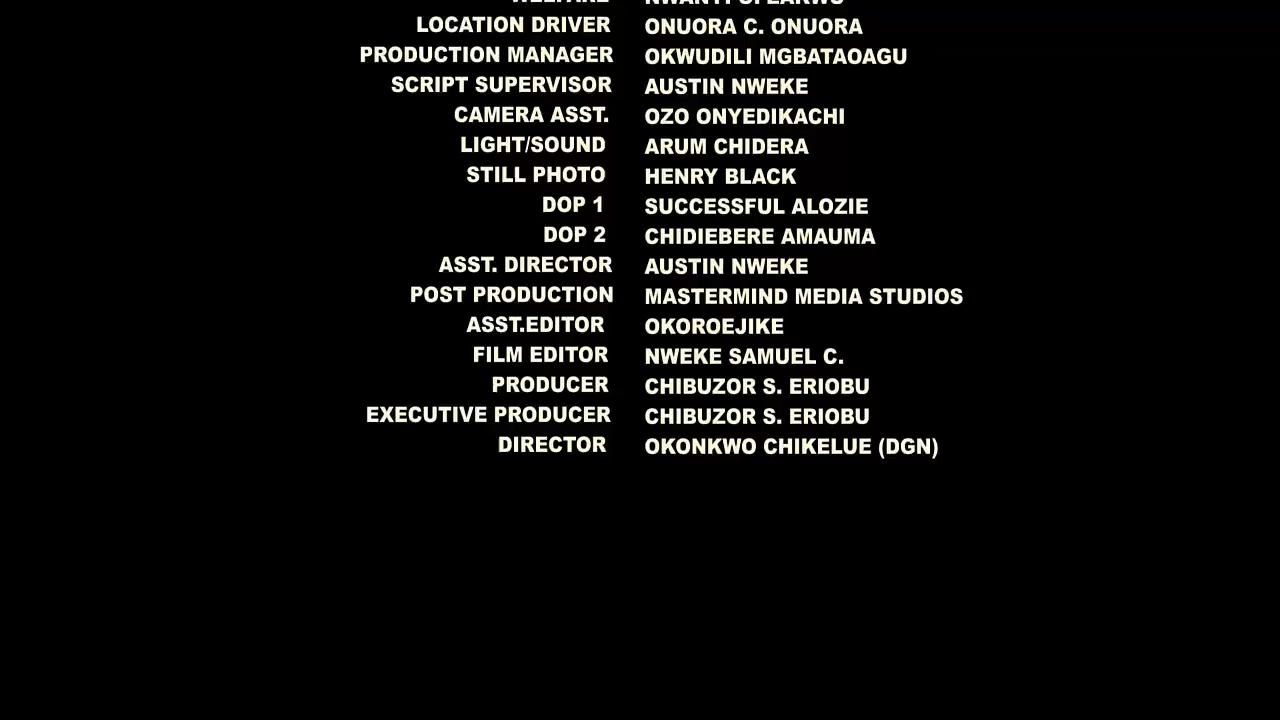 LOCATION DRIVER ONUORA C. ONUORA
PRODUCTION MANAGER OKWUDILI MGBATAOAGU
SCRIPT SUPERVISOR AUSTIN NWEKE
CAMERA ASST. OZO ONYEDIKACHI
LIGHT/SOUND ARUM CHIDERA
STILL PHOTO HENRY BLACK
DOP 1 SUCCESSFUL ALOZIE
DOP 2 CHIDIEBERE AMAUMA
ASST. DIRECTOR AUSTIN NWEKE
POST PRODUCTION MASTERMIND MEDIA STUDIOS
ASST.EDITOR OKOROEJIKE
FILM EDITOR NWEKE SAMUEL C.
PRODUCER CHIBUZOR S. ERIOBU
EXECUTIVE PRODUCER CHIBUZOR S. ERIOBU
DIRECTOR OKONKWO CHIKELUE (DGN)